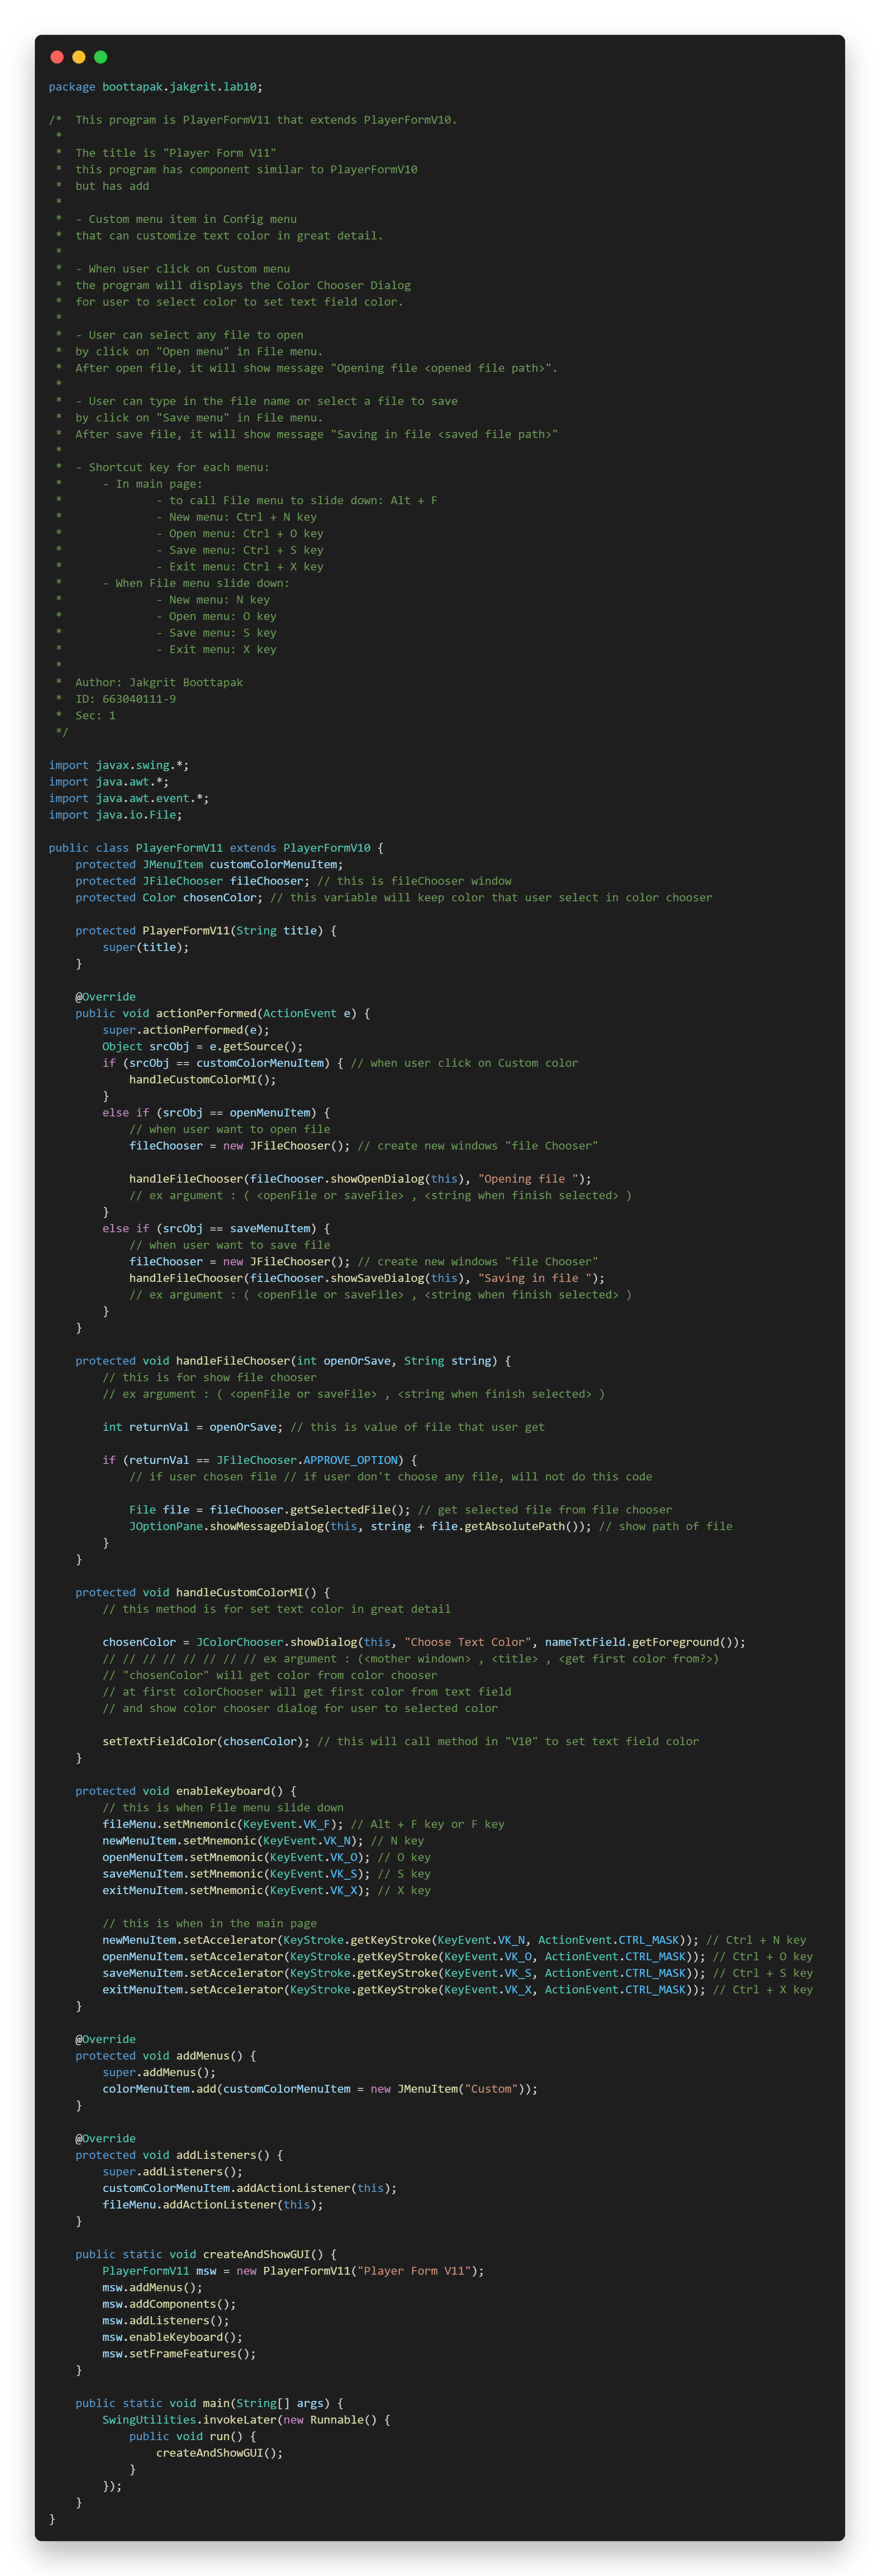 package boottapak.jakgrit.lab10;

/*  This program is PlayerFormV11 that extends PlayerFormV10.
 *
 *  The title is "Player Form V11"
 *  this program has component similar to PlayerFormV10
 *  but has add
 *
 *  - Custom menu item in Config menu
 *  that can customize text color in great detail.
 *
 *  - When user click on Custom menu
 *  the program will displays the Color Chooser Dialog
 *  for user to select color to set text field color.
 *
 *  - User can select any file to open
 *  by click on "Open menu" in File menu.
 *  After open file, it will show message "Opening file <opened file path>".
 *
 *  - User can type in the file name or select a file to save
 *  by click on "Save menu" in File menu.
 *  After save file, it will show message "Saving in file <saved file path>"
 *
 *  - Shortcut key for each menu:
 *      - In main page:
 *              - to call File menu to slide down: Alt + F
 *              - New menu: Ctrl + N key
 *              - Open menu: Ctrl + O key
 *              - Save menu: Ctrl + S key
 *              - Exit menu: Ctrl + X key
 *      - When File menu slide down:
 *              - New menu: N key
 *              - Open menu: O key
 *              - Save menu: S key
 *              - Exit menu: X key
 *
 *  Author: Jakgrit Boottapak
 *  ID: 663040111-9
 *  Sec: 1
 */

import javax.swing.*;
import java.awt.*;
import java.awt.event.*;
import java.io.File;

public class PlayerFormV11 extends PlayerFormV10 {
    protected JMenuItem customColorMenuItem;
    protected JFileChooser fileChooser; // this is fileChooser window
    protected Color chosenColor; // this variable will keep color that user select in color chooser

    protected PlayerFormV11(String title) {
        super(title);
    }

    @Override
    public void actionPerformed(ActionEvent e) {
        super.actionPerformed(e);
        Object srcObj = e.getSource();
        if (srcObj == customColorMenuItem) { // when user click on Custom color
            handleCustomColorMI();
        }
        else if (srcObj == openMenuItem) {
            // when user want to open file
            fileChooser = new JFileChooser(); // create new windows "file Chooser"

            handleFileChooser(fileChooser.showOpenDialog(this), "Opening file ");
            // ex argument : ( <openFile or saveFile> , <string when finish selected> )
        }
        else if (srcObj == saveMenuItem) {
            // when user want to save file
            fileChooser = new JFileChooser(); // create new windows "file Chooser"
            handleFileChooser(fileChooser.showSaveDialog(this), "Saving in file ");
            // ex argument : ( <openFile or saveFile> , <string when finish selected> )
        }
    }

    protected void handleFileChooser(int openOrSave, String string) {
        // this is for show file chooser
        // ex argument : ( <openFile or saveFile> , <string when finish selected> )

        int returnVal = openOrSave; // this is value of file that user get

        if (returnVal == JFileChooser.APPROVE_OPTION) {
            // if user chosen file // if user don't choose any file, will not do this code

            File file = fileChooser.getSelectedFile(); // get selected file from file chooser
            JOptionPane.showMessageDialog(this, string + file.getAbsolutePath()); // show path of file
        }
    }

    protected void handleCustomColorMI() {
        // this method is for set text color in great detail

        chosenColor = JColorChooser.showDialog(this, "Choose Text Color", nameTxtField.getForeground());
        // // // // // // // // ex argument : (<mother windown> , <title> , <get first color from?>)
        // "chosenColor" will get color from color chooser
        // at first colorChooser will get first color from text field
        // and show color chooser dialog for user to selected color

        setTextFieldColor(chosenColor); // this will call method in "V10" to set text field color
    }

    protected void enableKeyboard() {
        // this is when File menu slide down
        fileMenu.setMnemonic(KeyEvent.VK_F); // Alt + F key or F key
        newMenuItem.setMnemonic(KeyEvent.VK_N); // N key
        openMenuItem.setMnemonic(KeyEvent.VK_O); // O key
        saveMenuItem.setMnemonic(KeyEvent.VK_S); // S key
        exitMenuItem.setMnemonic(KeyEvent.VK_X); // X key

        // this is when in the main page
        newMenuItem.setAccelerator(KeyStroke.getKeyStroke(KeyEvent.VK_N, ActionEvent.CTRL_MASK)); // Ctrl + N key
        openMenuItem.setAccelerator(KeyStroke.getKeyStroke(KeyEvent.VK_O, ActionEvent.CTRL_MASK)); // Ctrl + O key
        saveMenuItem.setAccelerator(KeyStroke.getKeyStroke(KeyEvent.VK_S, ActionEvent.CTRL_MASK)); // Ctrl + S key
        exitMenuItem.setAccelerator(KeyStroke.getKeyStroke(KeyEvent.VK_X, ActionEvent.CTRL_MASK)); // Ctrl + X key
    }

    @Override
    protected void addMenus() {
        super.addMenus();
        colorMenuItem.add(customColorMenuItem = new JMenuItem("Custom"));
    }

    @Override
    protected void addListeners() {
        super.addListeners();
        customColorMenuItem.addActionListener(this);
        fileMenu.addActionListener(this);
    }

    public static void createAndShowGUI() {
        PlayerFormV11 msw = new PlayerFormV11("Player Form V11");
        msw.addMenus();
        msw.addComponents();
        msw.addListeners();
        msw.enableKeyboard();
        msw.setFrameFeatures();
    }

    public static void main(String[] args) {
        SwingUtilities.invokeLater(new Runnable() {
            public void run() {
                createAndShowGUI();
            }
        });
    }
}